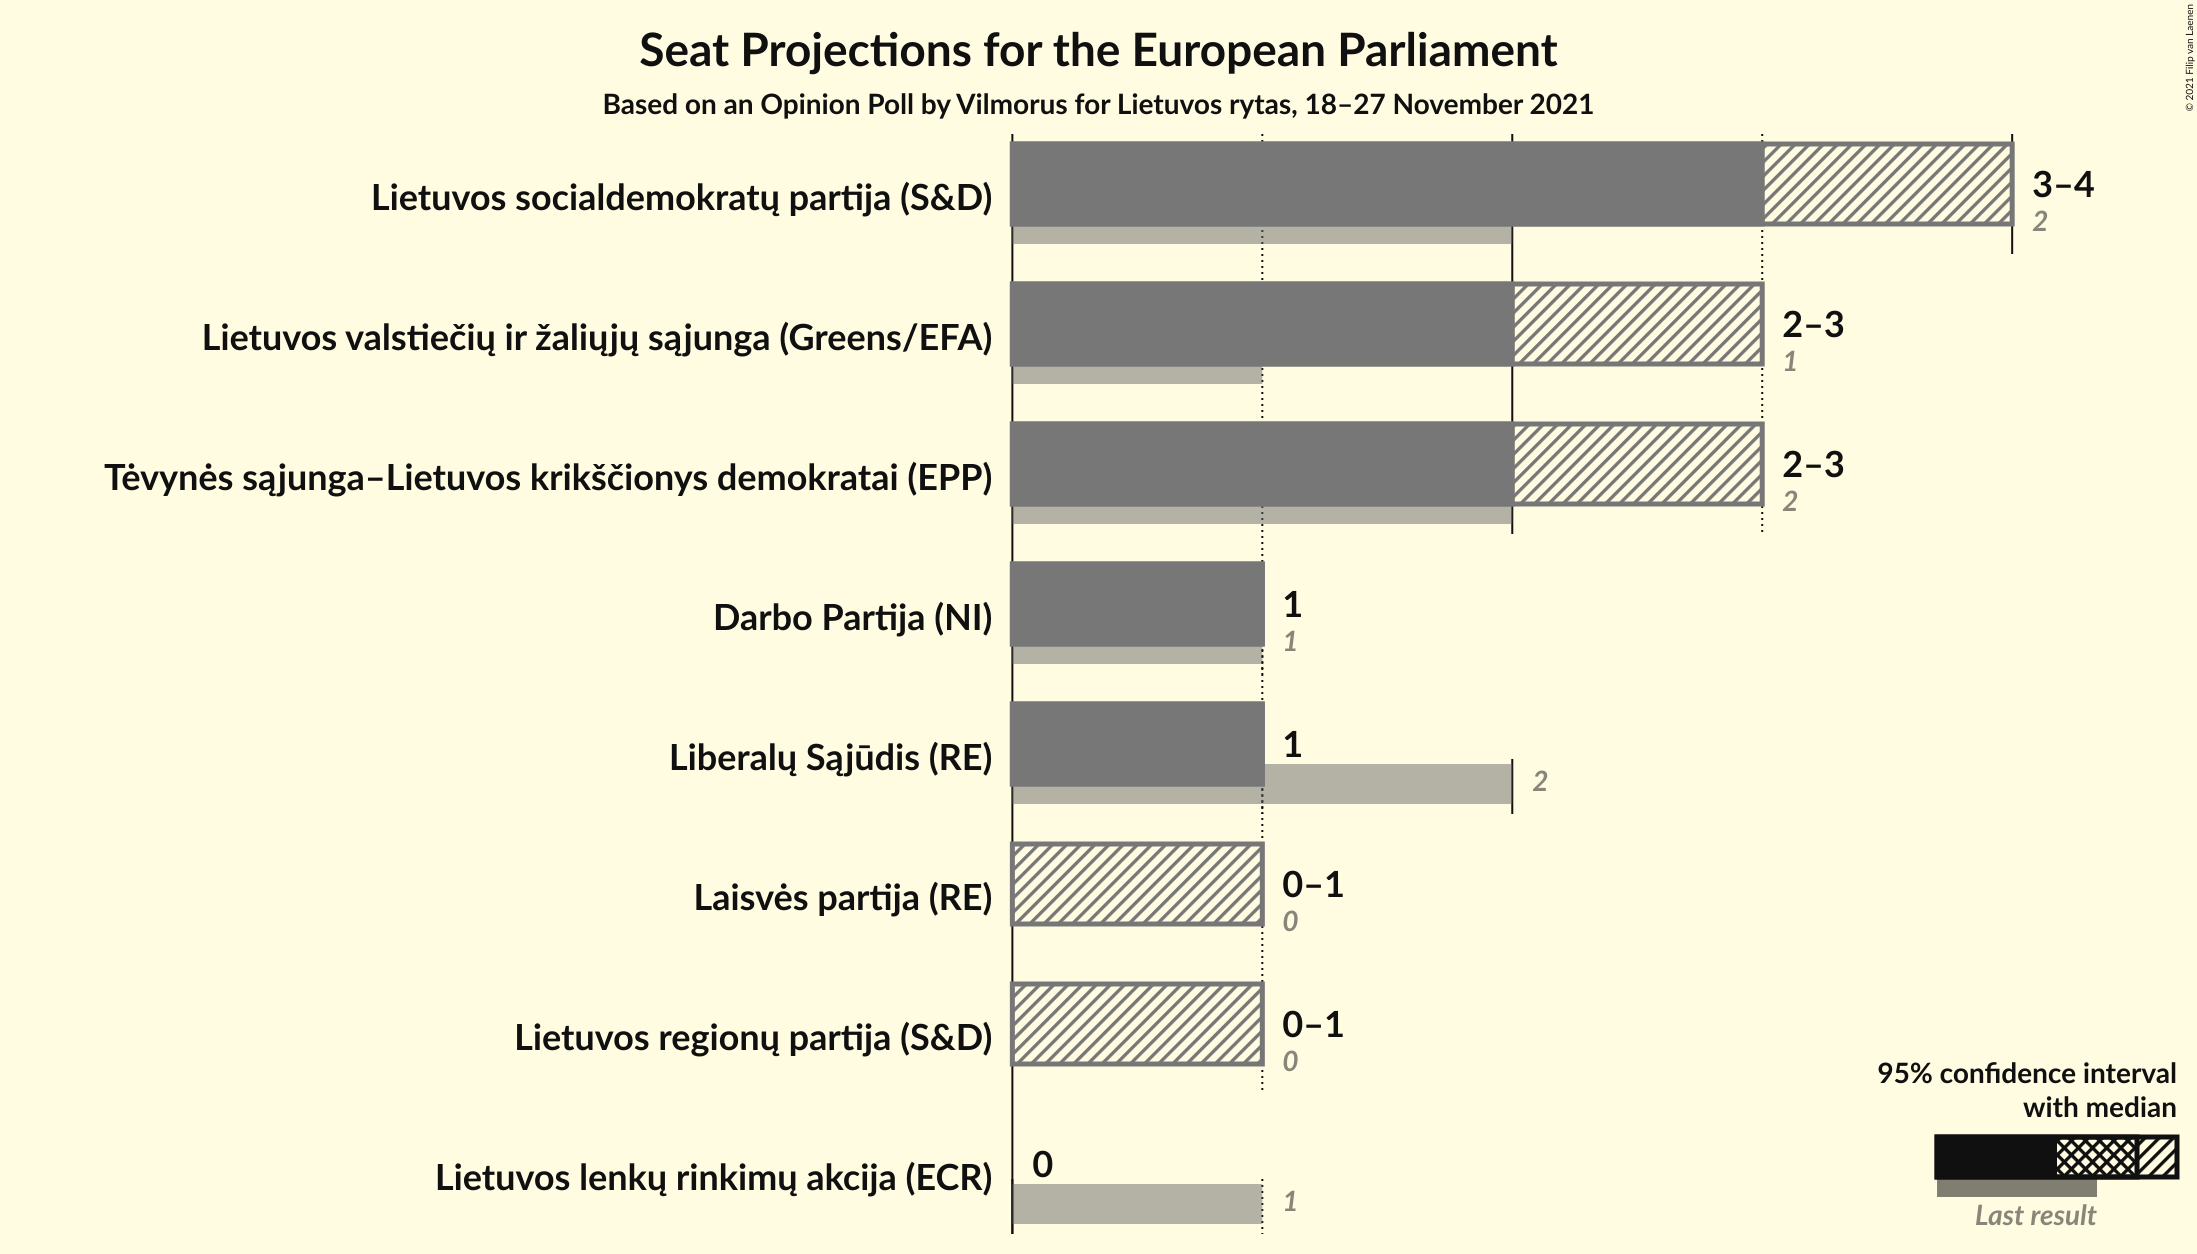 Seat Projections for the European Parliament
Based on an Opinion Poll by Vilmorus for Lietuvos rytas, 18–27 November 2021
© 2021 Filip van Laenen
Lietuvos socialdemokratų partija (S&D)
3–4
2
Lietuvos valstiečių ir žaliųjų sąjunga (Greens/EFA)
2–3
1
Tėvynės sąjunga–Lietuvos krikščionys demokratai (EPP)
2–3
2
Darbo Partija (NI)
1
1
Liberalų Sąjūdis (RE)
1
2
Laisvės partija (RE)
0–1
0
Lietuvos regionų partija (S&D)
0–1
0
Lietuvos lenkų rinkimų akcija (ECR)
0
1
95% confidence interval
with median
Last result